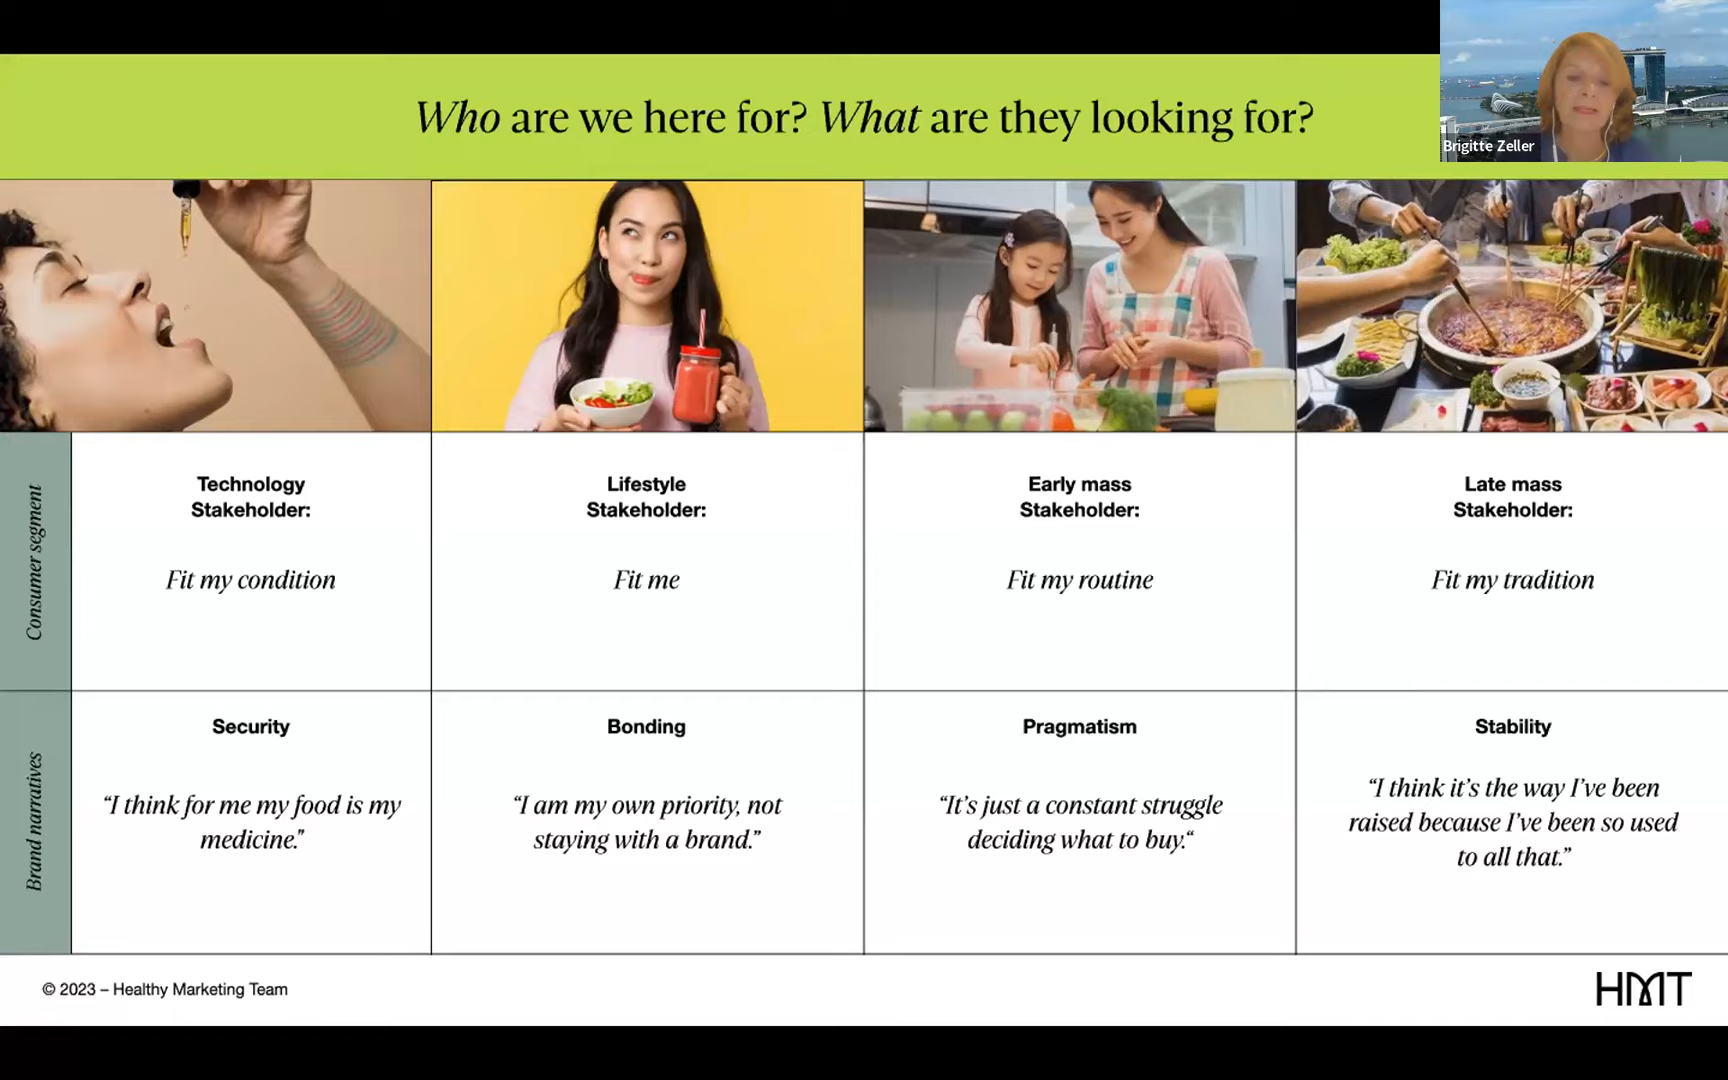 Who are we here for? What are they looking for?
Brigitte Zeller
Consumer segment
Technology
Stakeholder:
Fit my condition
Lifestyle
Stakeholder:
Fit me
Early mass
Stakeholder:
Fit my routine
Late mass
Stakeholder:
Fit my tradition
Brand narratives
Security
“I think for me my food is my
medicine.”
Bonding
“I am my own priority, not
staying with a brand.”
Pragmatism
“It’s just a constant struggle
deciding what to buy.“
Stability
“I think it’s the way I’ve been
raised because I’ve been so used
to all that.”
© 2023 – Healthy Marketing Team
HMT